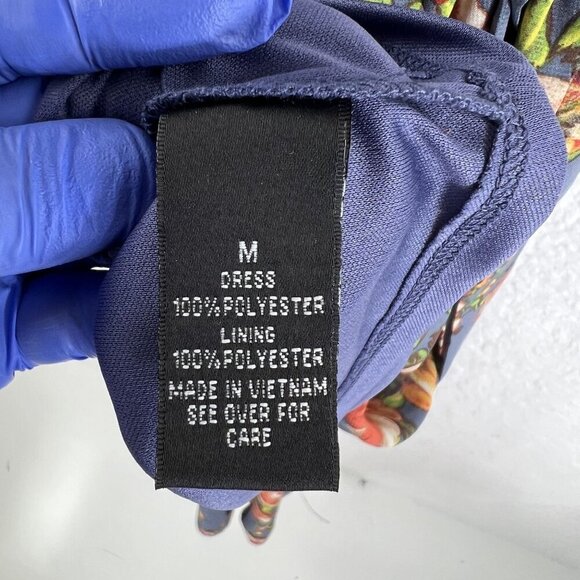 M
DRESS
100%POLYESTER
LINING
100%POLYESTER
MADE IN VIETNAM
SEE OVER FOR
CARE